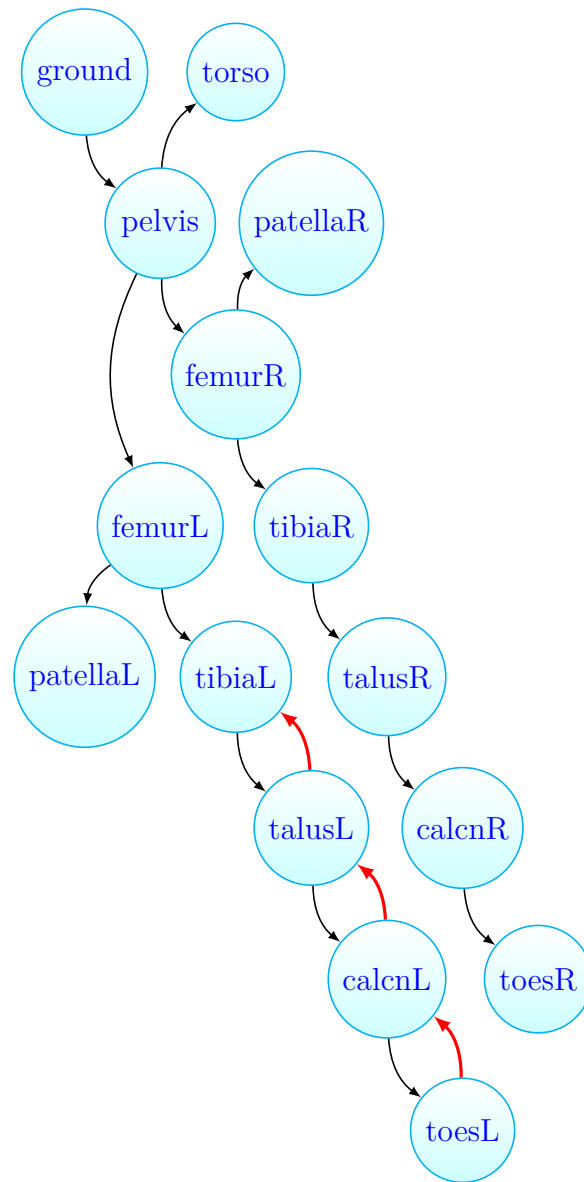 ground
torso
pelvis
patellaR
femurR
femurL
tibiaR
patellaL
tibiaL
talusR
talusL
calcnR
calcnL
toesR
toesL